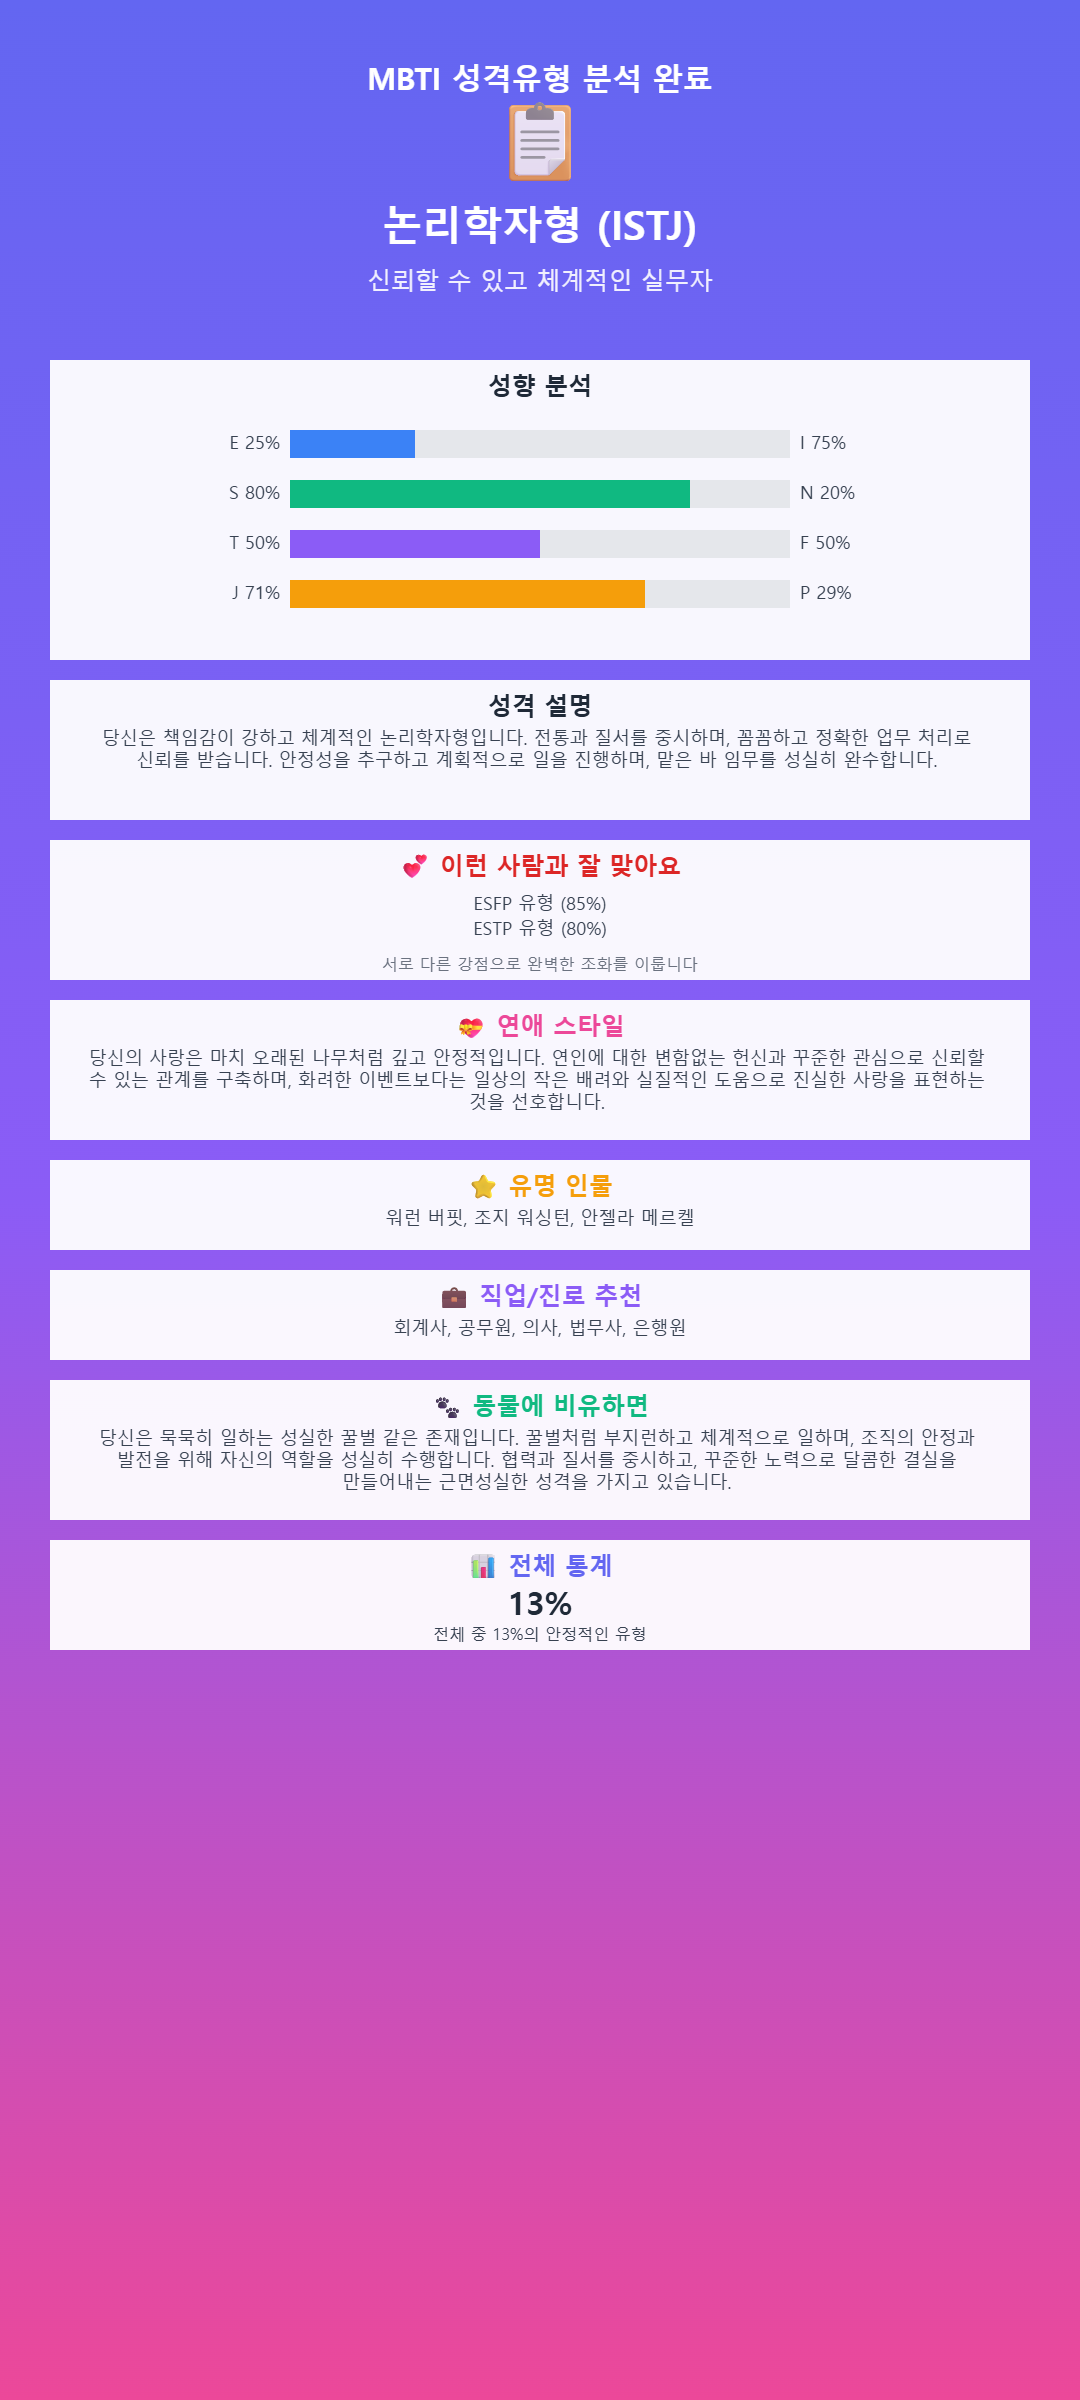 MBTI 성격유형 분석 완료
논리학자형 (ISTJ)
신뢰할 수 있고 체계적인 실무자
성향 분석
E 25% I 75%
S 80% N 20%
T 50% F 50%
J 71% P 29%
성격 설명
당신은 책임감이 강하고 체계적인 논리학자형입니다. 전통과 질서를 중시하며, 꼼꼼하고 정확한 업무 처리로
신뢰를 받습니다. 안정성을 추구하고 계획적으로 일을 진행하며, 맡은 바 임무를 성실히 완수합니다.
💕 이런 사람과 잘 맞아요
ESFP 유형 (85%)
ESTP 유형 (80%)
서로 다른 강점으로 완벽한 조화를 이룹니다
💝 연애 스타일
당신의 사랑은 마치 오래된 나무처럼 깊고 안정적입니다. 연인에 대한 변함없는 헌신과 꾸준한 관심으로 신뢰할
수 있는 관계를 구축하며, 화려한 이벤트보다는 일상의 작은 배려와 실질적인 도움으로 진실한 사랑을 표현하는
것을 선호합니다.
⭐ 유명 인물
워런 버핏, 조지 워싱턴, 안젤라 메르켈
💼 직업/진로 추천
회계사, 공무원, 의사, 법무사, 은행원
🐾 동물에 비유하면
당신은 묵묵히 일하는 성실한 꿀벌 같은 존재입니다. 꿀벌처럼 부지런하고 체계적으로 일하며, 조직의 안정과
발전을 위해 자신의 역할을 성실히 수행합니다. 협력과 질서를 중시하고, 꾸준한 노력으로 달콤한 결실을
만들어내는 근면성실한 성격을 가지고 있습니다.
📊 전체 통계
13%
전체 중 13%의 안정적인 유형